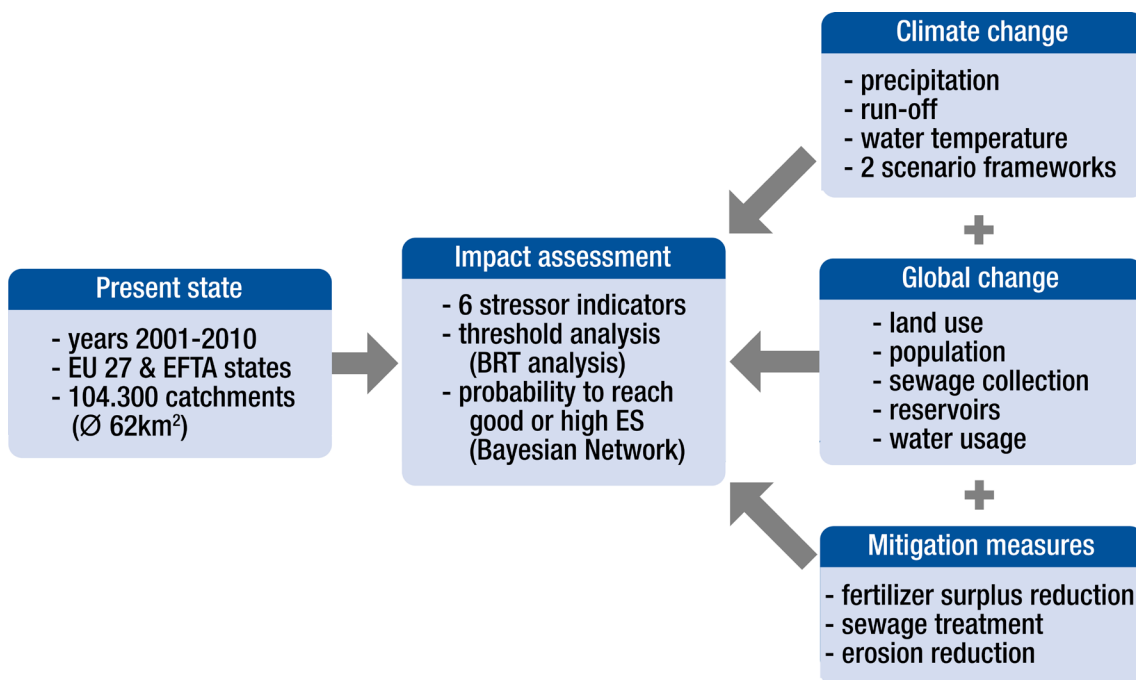 Present state
- years 2001-2010
- EU 27 & EFTA states
- 104.300 catchments
(Ø 62km²)
Impact assessment
- 6 stressor indicators
- threshold analysis
(BRT analysis)
- probability to reach
good or high ES
(Bayesian Network)
Climate change
- precipitation
- run-off
- water temperature
- 2 scenario frameworks
+
Global change
- land use
- population
- sewage collection
- reservoirs
- water usage
+
Mitigation measures
- fertilizer surplus reduction
- sewage treatment
- erosion reduction